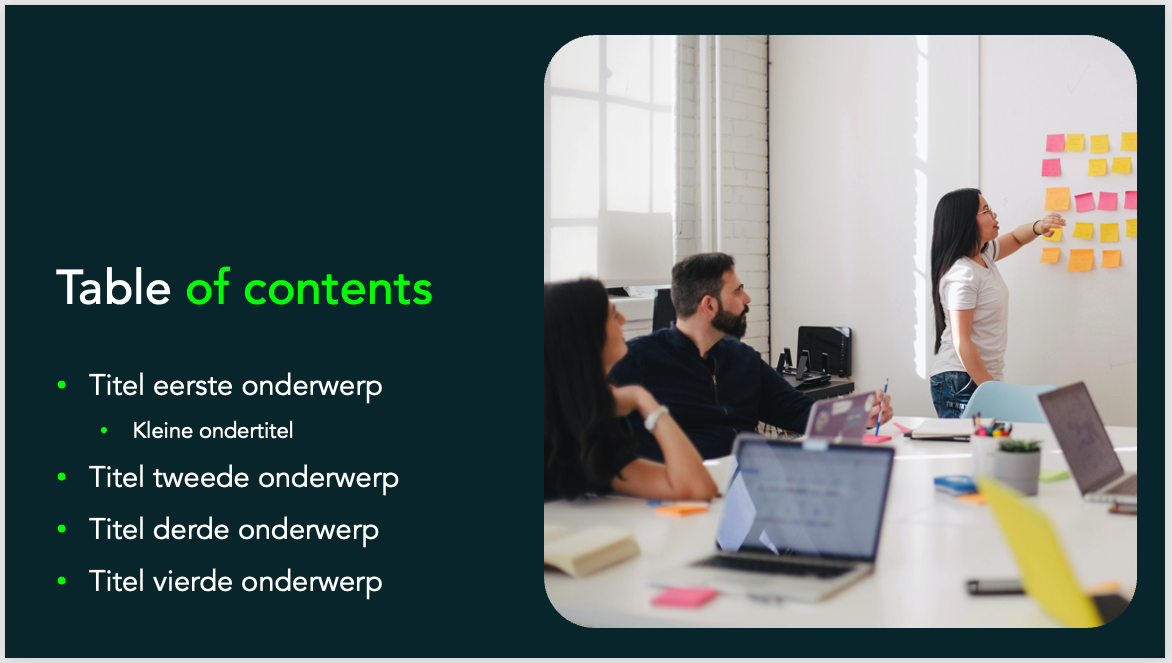 Table of contents
Titel eerste onderwerp
Kleine ondertitel
Titel tweede onderwerp
Titel derde onderwerp
Titel vierde onderwerp